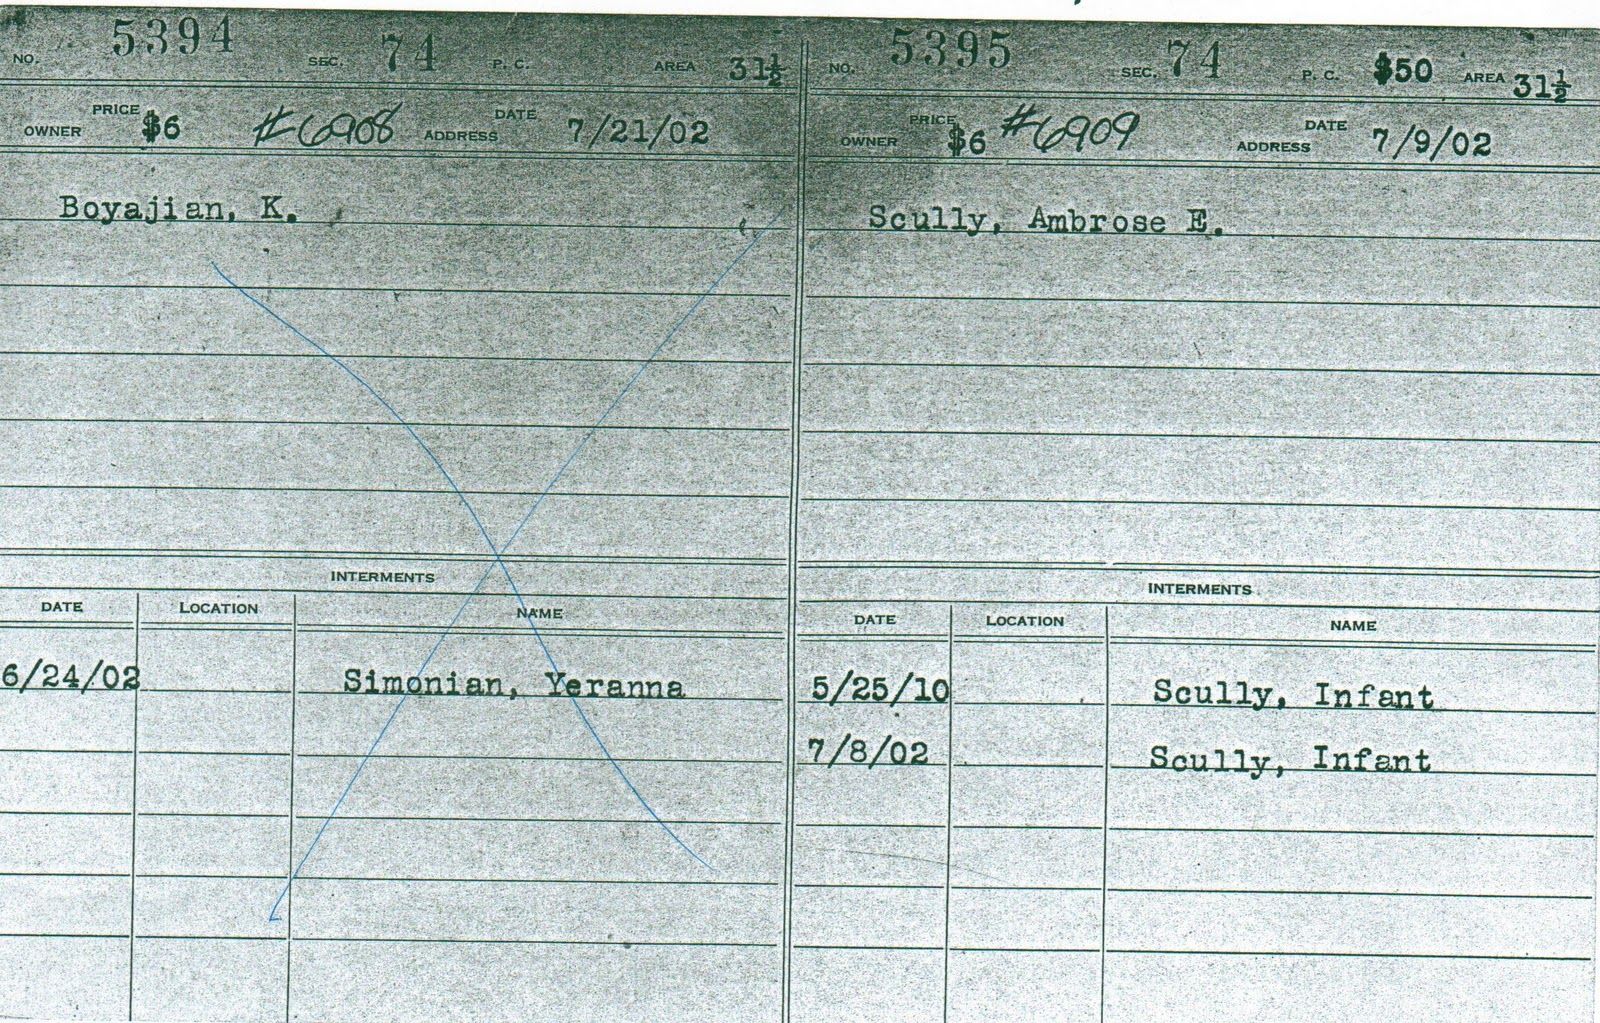 NO. 5394 SEC. 74 P. C. AREA 31½
PRICE $6 #6908 DATE 7/21/02
OWNER ADDRESS
Boyajian, K.
INTERMENTS
DATE LOCATION NAME
6/24/02 Simonian, Yeranna
NO. 5395 SEC. 74 P. C. $50 AREA 31½
PRICE $6 #6909 DATE 7/9/02
OWNER ADDRESS
Scully, Ambrose E.
INTERMENTS
DATE LOCATION NAME
5/25/10 Scully, Infant
7/8/02 Scully, Infant